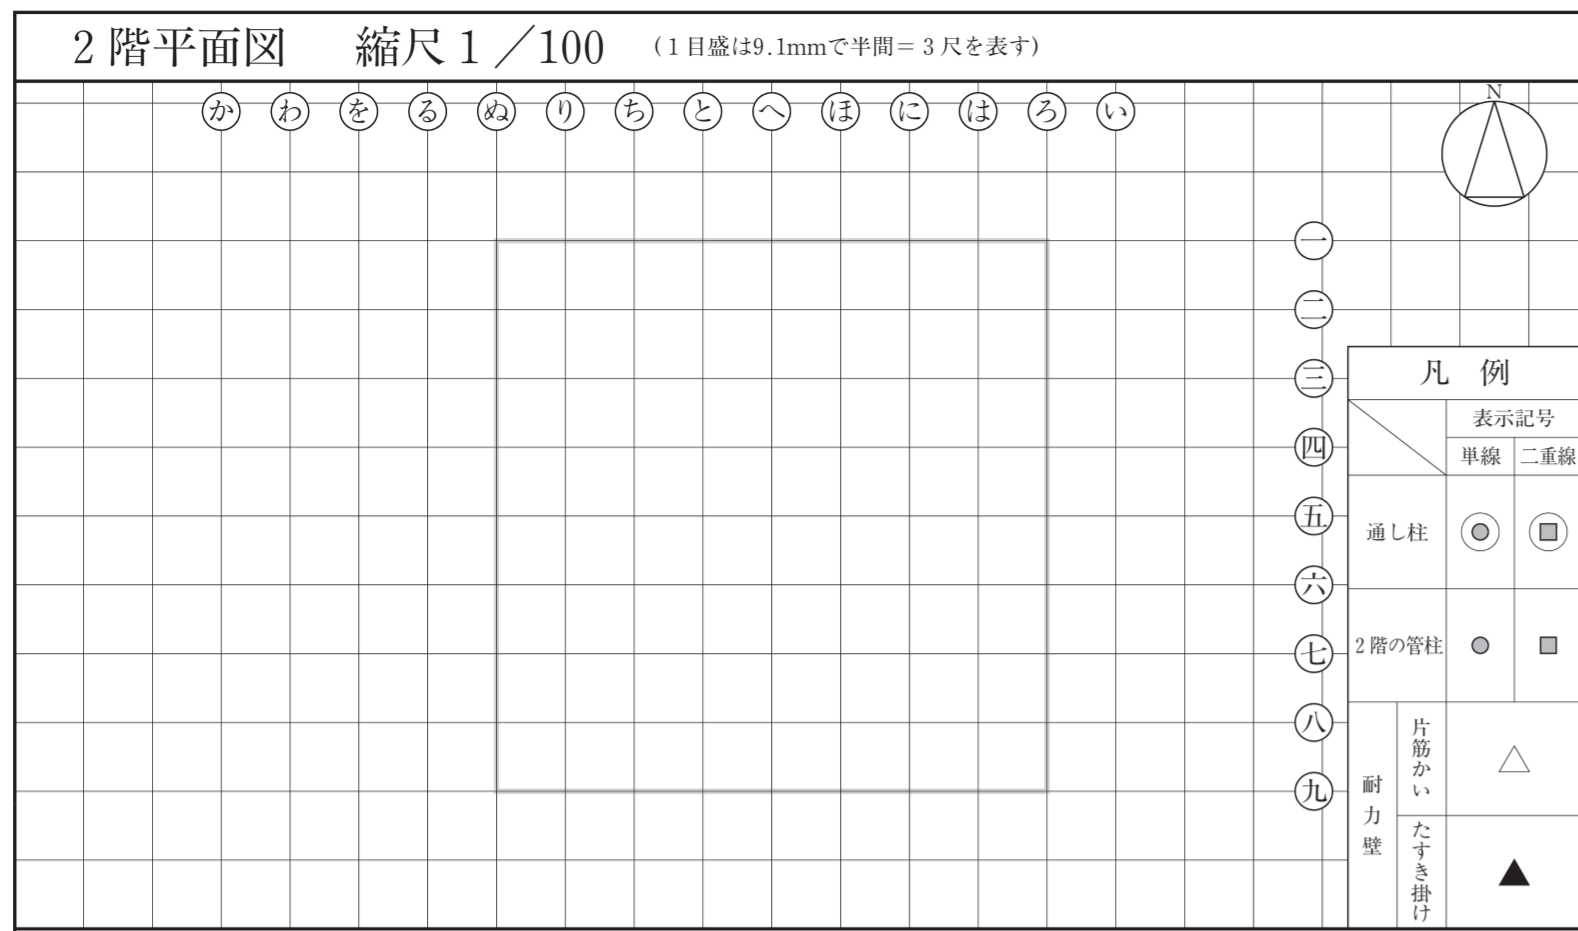 2階平面図 縮尺1／100 (1目盛は9.1mmで半間＝3尺を表す)
か わ を る ぬ り ち と へ ほ に は ろ い
N
一
二
三
四
五
六
七
八
九
凡 例
表示記号
単線 二重線
通し柱
2階の管柱
耐力壁
片筋かい
たすき掛け